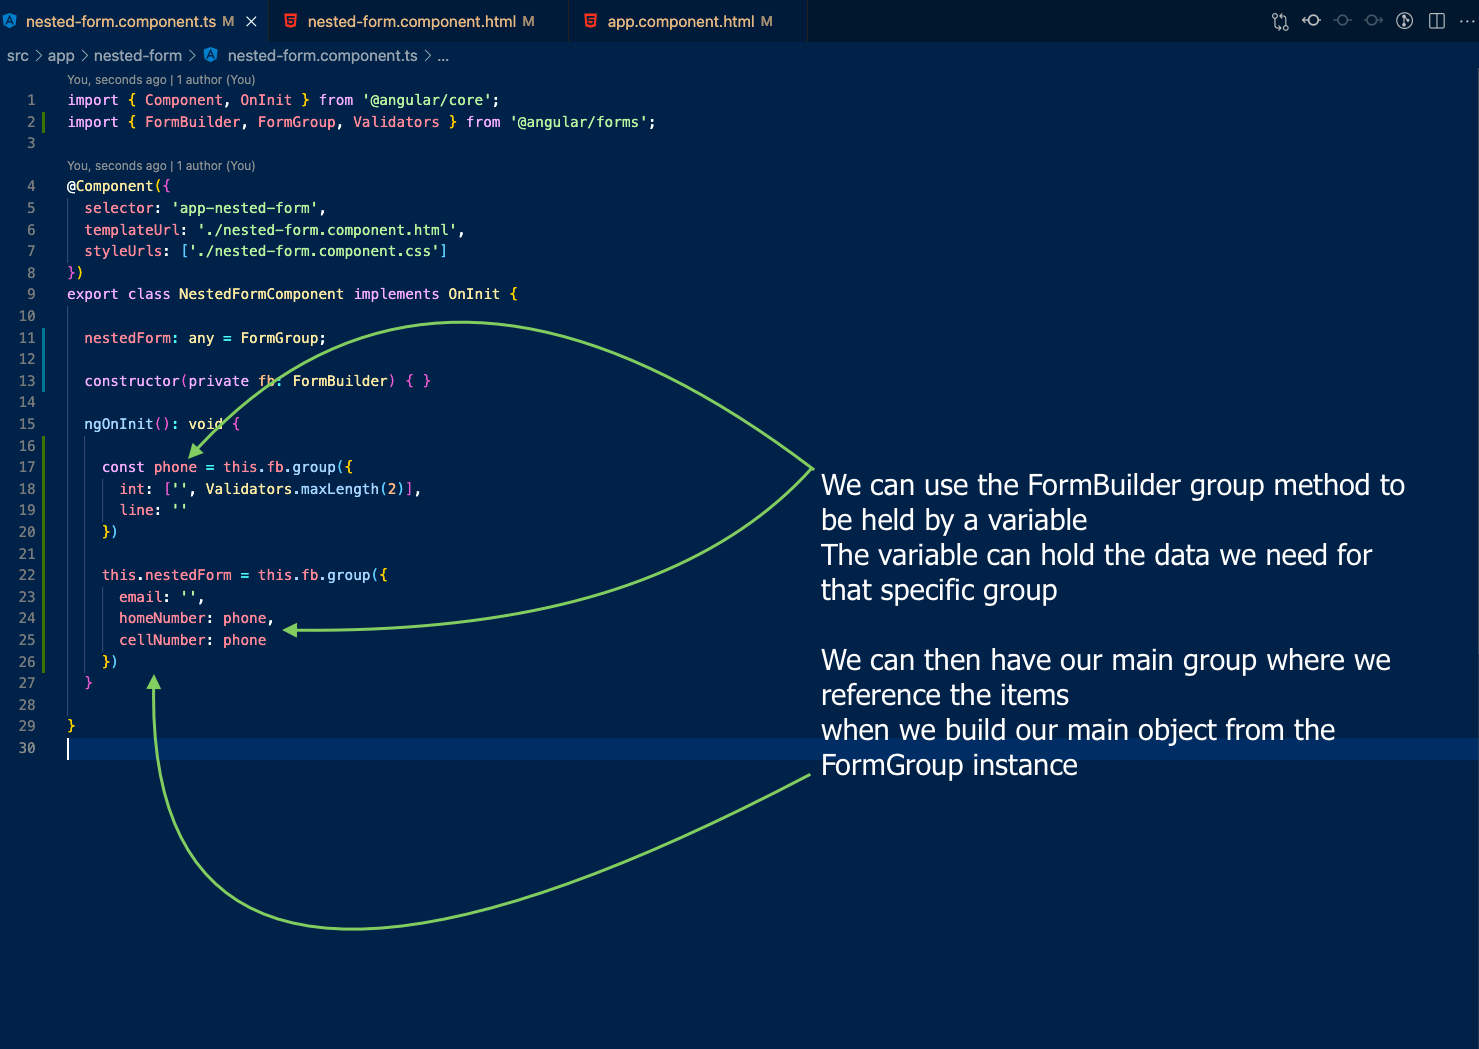 nested-form.component.ts M
nested-form.component.html M
app.component.html M
src > app > nested-form > nested-form.component.ts > ...
You, seconds ago | 1 author (You)
1 import { Component, OnInit } from '@angular/core';
2 import { FormBuilder, FormGroup, Validators } from '@angular/forms';
3
You, seconds ago | 1 author (You)
4 @Component({
5 selector: 'app-nested-form',
6 templateUrl: './nested-form.component.html',
7 styleUrls: ['./nested-form.component.css']
8 })
9 export class NestedFormComponent implements OnInit {
10
11 nestedForm: any = FormGroup;
12
13 constructor(private fb: FormBuilder) { }
14
15 ngOnInit(): void {
16
17 const phone = this.fb.group({
18 int: ['', Validators.maxLength(2)],
19 line: ''
20 })
21
22 this.nestedForm = this.fb.group({
23 email: '',
24 homeNumber: phone,
25 cellNumber: phone
26 })
27 }
28
29 }
30
We can use the FormBuilder group method to
be held by a variable
The variable can hold the data we need for
that specific group
We can then have our main group where we
reference the items
when we build our main object from the
FormGroup instance